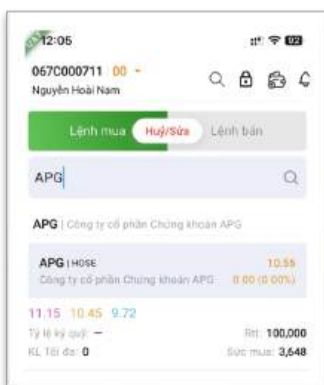 12:05
92
067C000711 00
Nguyễn Hoài Nam
Lệnh mua Huỷ/Sửa Lệnh bán
APG
APG | Công ty cổ phần Chứng khoán APG
APG | HOSE 10.55
Công ty cổ phần Chứng khoán APG 0.00 (0.00%)
11.15 10.45 9.72
Tỷ lệ ký quỹ: — Rtt: 100,000
KL Tối đa: 0 Sức mua: 3,648